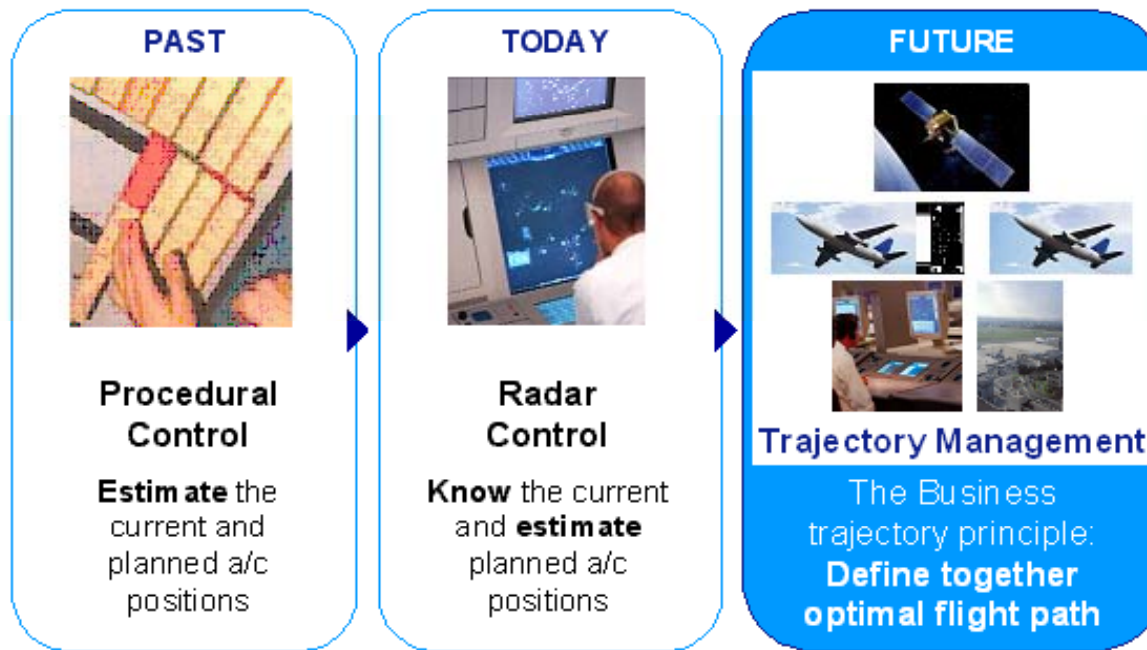 PAST
Procedural
Control
Estimate the
current and
planned a/c
positions
TODAY
Radar
Control
Know the current
and estimate
planned a/c
positions
FUTURE
Trajectory Management
The Business
trajectory principle:
Define together
optimal flight path